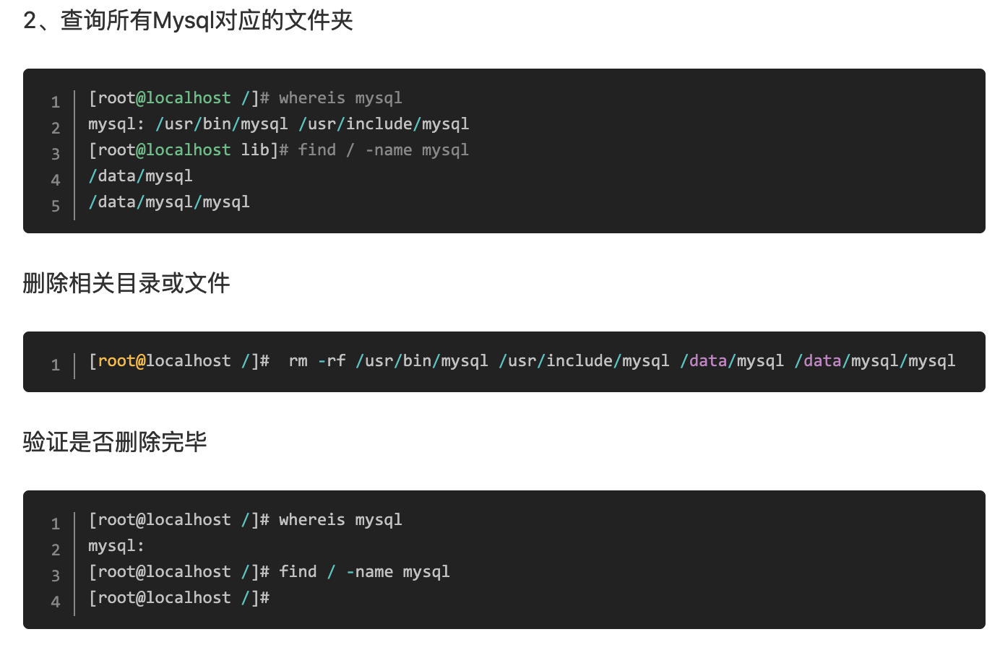 2、查询所有Mysql对应的文件夹
1 [root@localhost /]# whereis mysql
2 mysql: /usr/bin/mysql /usr/include/mysql
3 [root@localhost lib]# find / -name mysql
4 /data/mysql
5 /data/mysql/mysql
删除相关目录或文件
1 [root@localhost /]#  rm -rf /usr/bin/mysql /usr/include/mysql /data/mysql /data/mysql/mysql
验证是否删除完毕
1 [root@localhost /]# whereis mysql
2 mysql:
3 [root@localhost /]# find / -name mysql
4 [root@localhost /]#